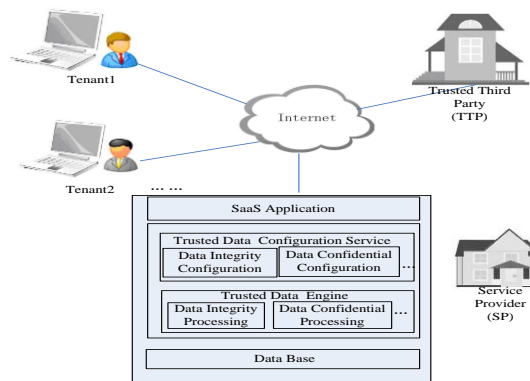 Tenant1
Internet
Trusted Third
Party
(TTP)
Tenant2
... ...
SaaS Application
Trusted Data Configuration Service
Data Integrity
Configuration
Data Confidential
Configuration
...
Trusted Data Engine
Data Integrity
Processing
Data Confidential
Processing
...
Data Base
Service
Provider
(SP)